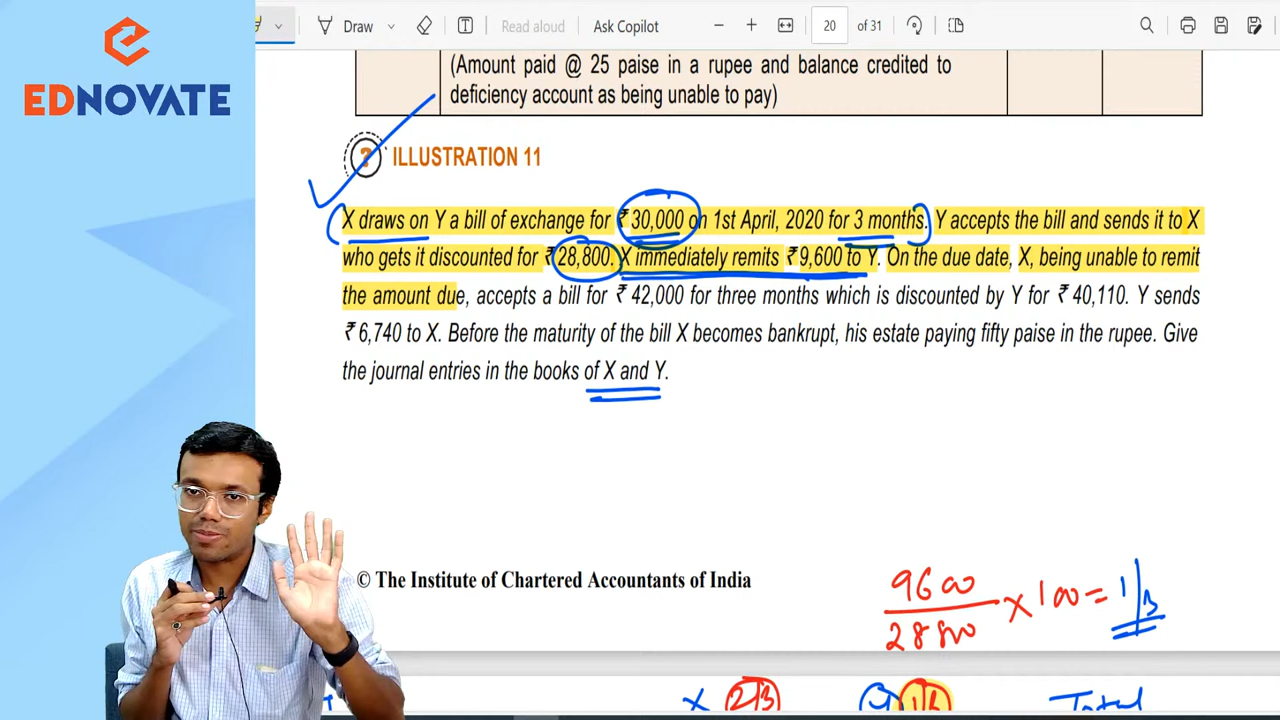 EDNOVATE
Draw
Read aloud
Ask Copilot
20 of 31
(Amount paid @ 25 paise in a rupee and balance credited to
deficiency account as being unable to pay)
? ILLUSTRATION 11
X draws on Y a bill of exchange for ₹ 30,000 on 1st April, 2020 for 3 months. Y accepts the bill and sends it to X
who gets it discounted for ₹ 28,800. X immediately remits ₹ 9,600 to Y. On the due date, X, being unable to remit
the amount due, accepts a bill for ₹ 42,000 for three months which is discounted by Y for ₹ 40,110. Y sends
₹ 6,740 to X. Before the maturity of the bill X becomes bankrupt, his estate paying fifty paise in the rupee. Give
the journal entries in the books of X and Y.
© The Institute of Chartered Accountants of India
9600
28800
× 100 = 1/3
X 2/3
Total